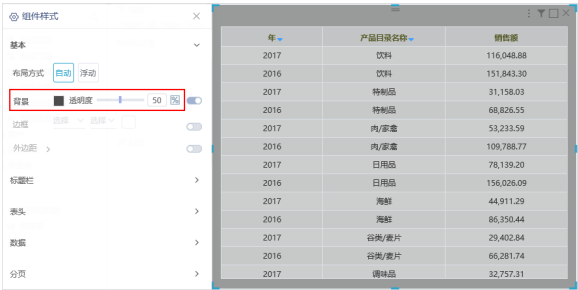 组件样式
基本
布局方式 自动 浮动
背景 透明度 50 %
边框 选择 选择
外边距
标题栏
表头
数据
分页
年 产品目录名称 销售额
2017 饮料 116,048.88
2016 饮料 151,843.30
2017 特制品 31,158.03
2016 特制品 68,826.55
2017 肉/家禽 53,233.59
2016 肉/家禽 109,788.77
2017 日用品 78,139.20
2016 日用品 156,026.09
2017 海鲜 44,911.29
2016 海鲜 86,350.44
2017 谷类/麦片 29,402.84
2016 谷类/麦片 66,281.74
2017 调味品 32,757.31